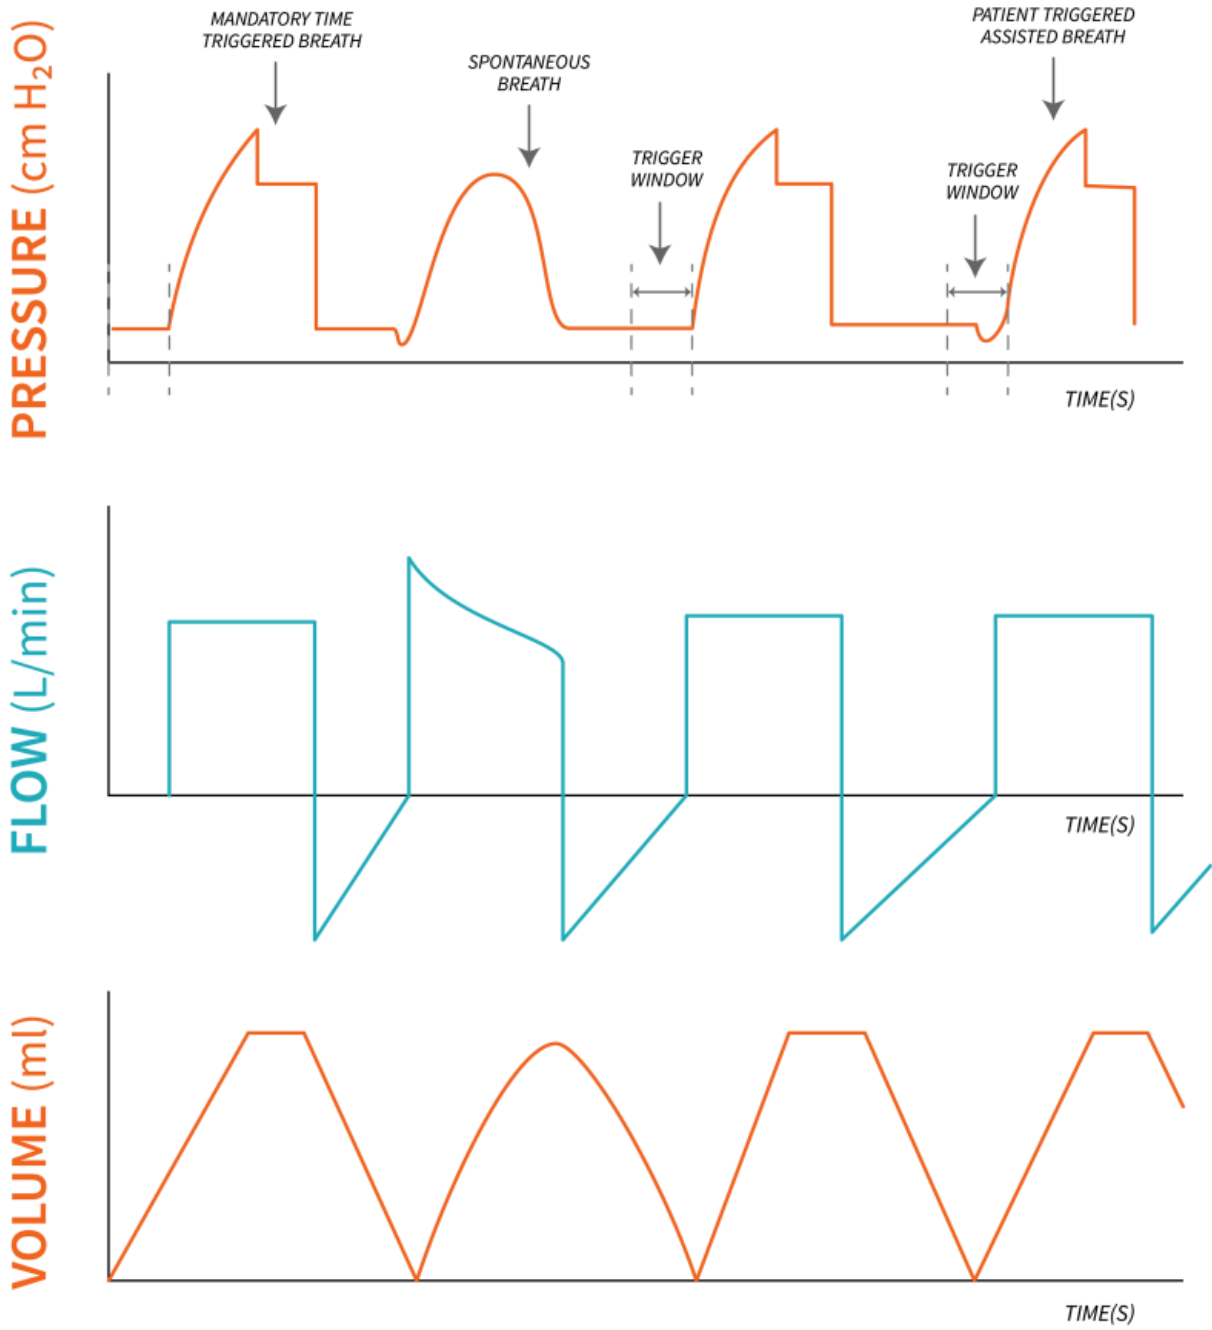 MANDATORY TIME
TRIGGERED BREATH
SPONTANEOUS
BREATH
TRIGGER
WINDOW
PATIENT TRIGGERED
ASSISTED BREATH
TRIGGER
WINDOW
PRESSURE (cm H₂O)
TIME(S)
FLOW (L/min)
TIME(S)
VOLUME (ml)
TIME(S)